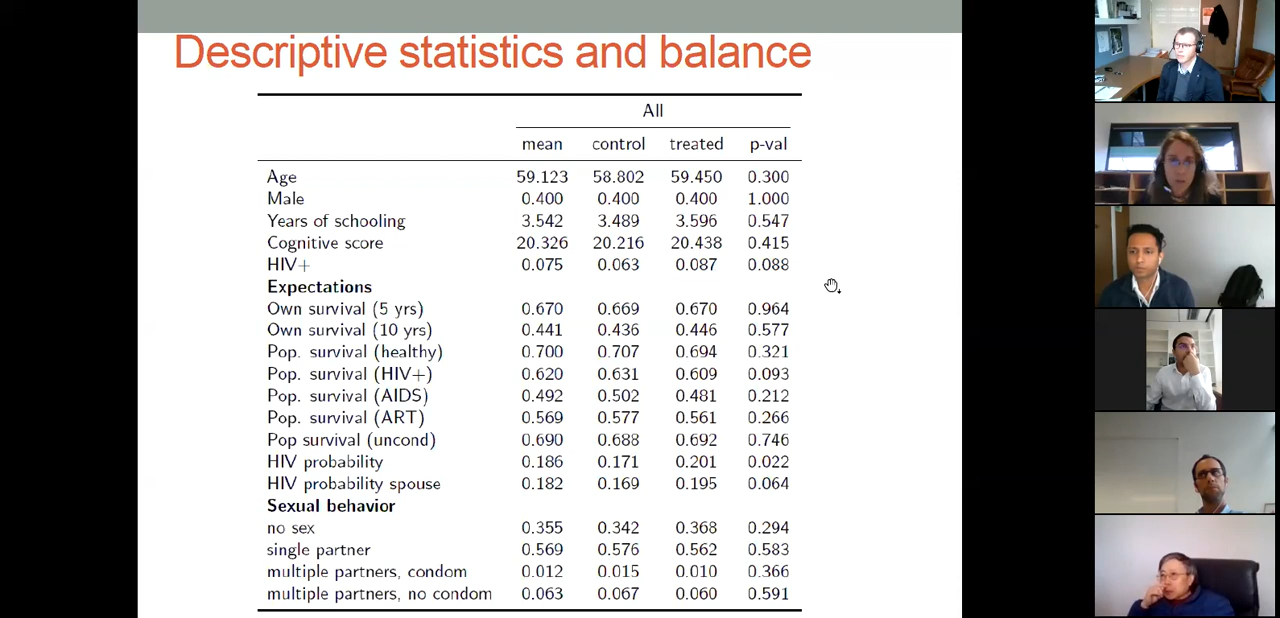 Descriptive statistics and balance
All
mean control treated p-val
Age 59.123 58.802 59.450 0.300
Male 0.400 0.400 0.400 1.000
Years of schooling 3.542 3.489 3.596 0.547
Cognitive score 20.326 20.216 20.438 0.415
HIV+ 0.075 0.063 0.087 0.088
Expectations
Own survival (5 yrs) 0.670 0.669 0.670 0.964
Own survival (10 yrs) 0.441 0.436 0.446 0.577
Pop. survival (healthy) 0.700 0.707 0.694 0.321
Pop. survival (HIV+) 0.620 0.631 0.609 0.093
Pop. survival (AIDS) 0.492 0.502 0.481 0.212
Pop. survival (ART) 0.569 0.577 0.561 0.266
Pop survival (uncond) 0.690 0.688 0.692 0.746
HIV probability 0.186 0.171 0.201 0.022
HIV probability spouse 0.182 0.169 0.195 0.064
Sexual behavior
no sex 0.355 0.342 0.368 0.294
single partner 0.569 0.576 0.562 0.583
multiple partners, condom 0.012 0.015 0.010 0.366
multiple partners, no condom 0.063 0.067 0.060 0.591